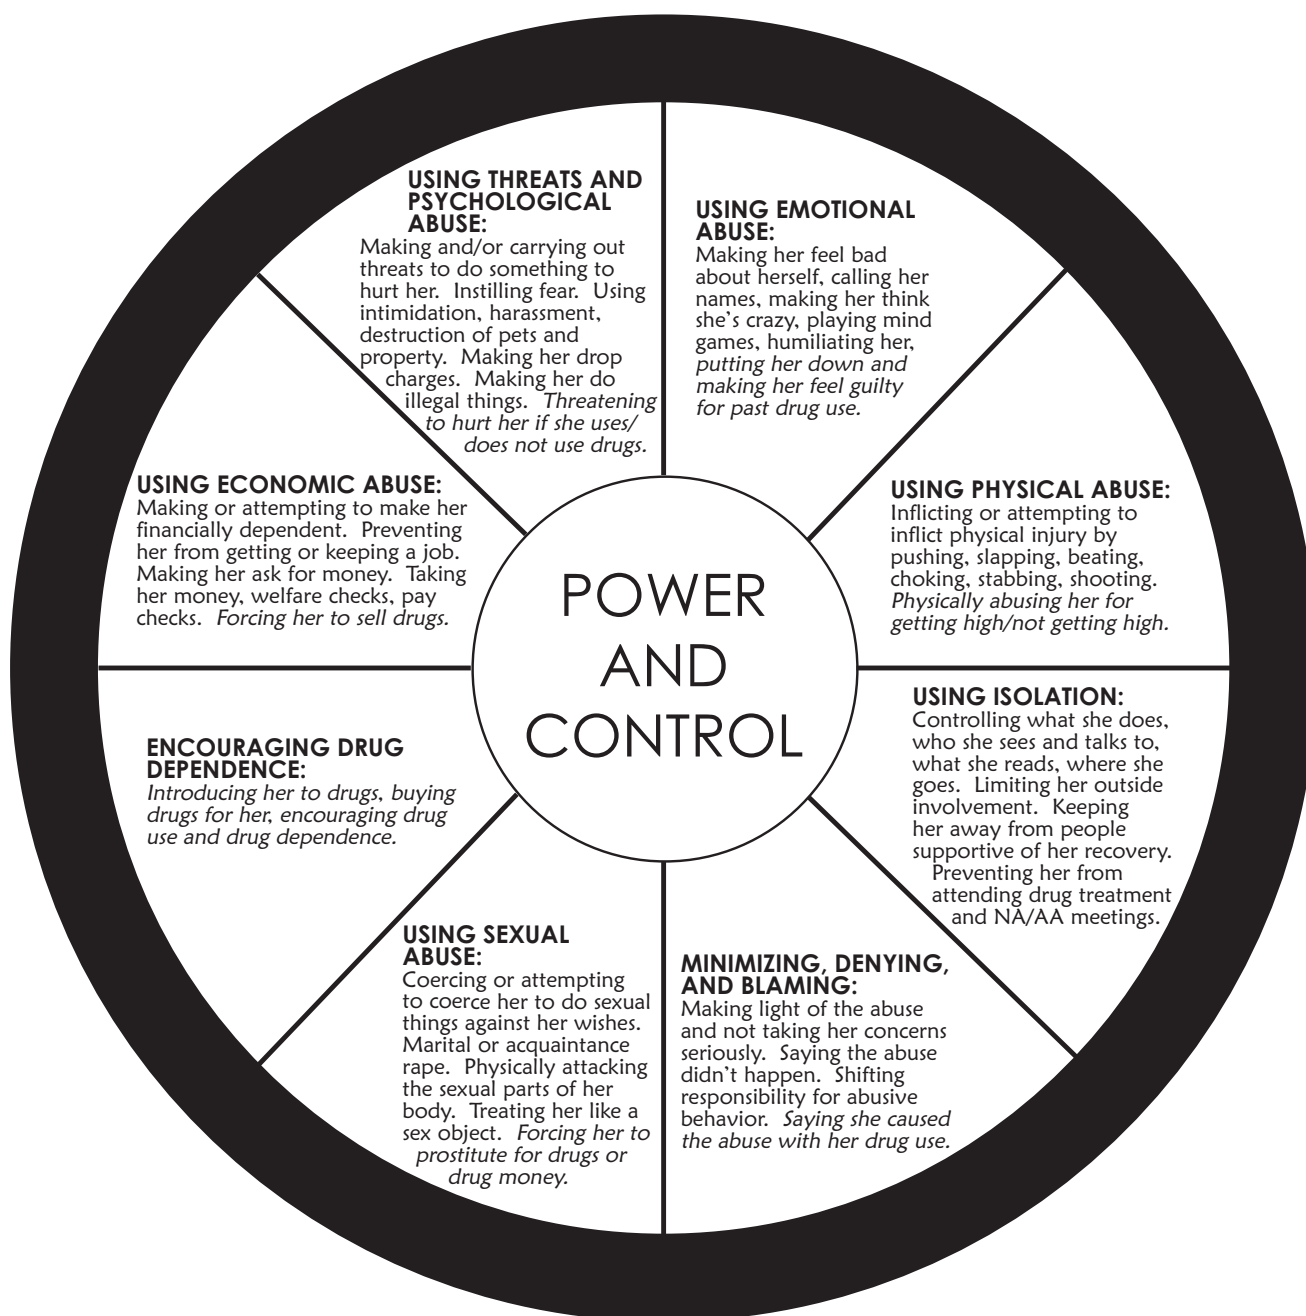 USING THREATS AND
PSYCHOLOGICAL
ABUSE:
Making and/or carrying out
threats to do something to
hurt her.  Instilling fear.  Using
intimidation, harassment,
destruction of pets and
property.  Making her drop
charges.  Making her do
illegal things.  Threatening
to hurt her if she uses/
does not use drugs.
USING EMOTIONAL
ABUSE:
Making her feel bad
about herself, calling her
names, making her think
she's crazy, playing mind
games, humiliating her,
putting her down and
making her feel guilty
for past drug use.
USING PHYSICAL ABUSE:
Inflicting or attempting to
inflict physical injury by
pushing, slapping, beating,
choking, stabbing, shooting.
Physically abusing her for
getting high/not getting high.
USING ISOLATION:
Controlling what she does,
who she sees and talks to,
what she reads, where she
goes.  Limiting her outside
involvement.  Keeping
her away from people
supportive of her recovery.
Preventing her from
attending drug treatment
and NA/AA meetings.
MINIMIZING, DENYING,
AND BLAMING:
Making light of the abuse
and not taking her concerns
seriously.  Saying the abuse
didn't happen.  Shifting
responsibility for abusive
behavior.  Saying she caused
the abuse with her drug use.
USING SEXUAL
ABUSE:
Coercing or attempting
to coerce her to do sexual
things against her wishes.
Marital or acquaintance
rape.  Physically attacking
the sexual parts of her
body.  Treating her like a
sex object.  Forcing her to
prostitute for drugs or
drug money.
ENCOURAGING DRUG
DEPENDENCE:
Introducing her to drugs, buying
drugs for her, encouraging drug
use and drug dependence.
USING ECONOMIC ABUSE:
Making or attempting to make her
financially dependent.  Preventing
her from getting or keeping a job.
Making her ask for money.  Taking
her money, welfare checks, pay
checks.  Forcing her to sell drugs.
POWER
AND
CONTROL